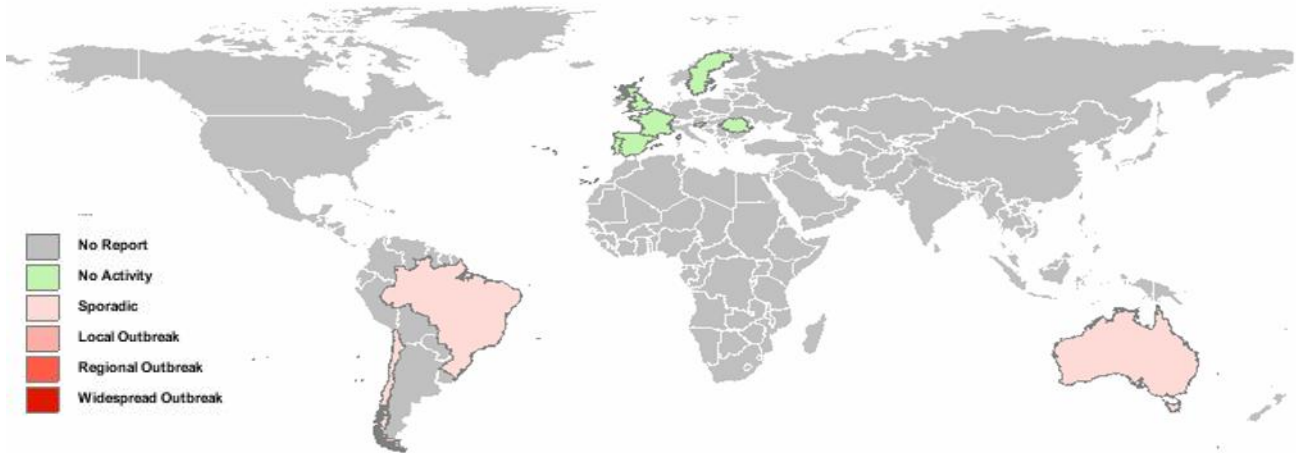 No Report
No Activity
Sporadic
Local Outbreak
Regional Outbreak
Widespread Outbreak